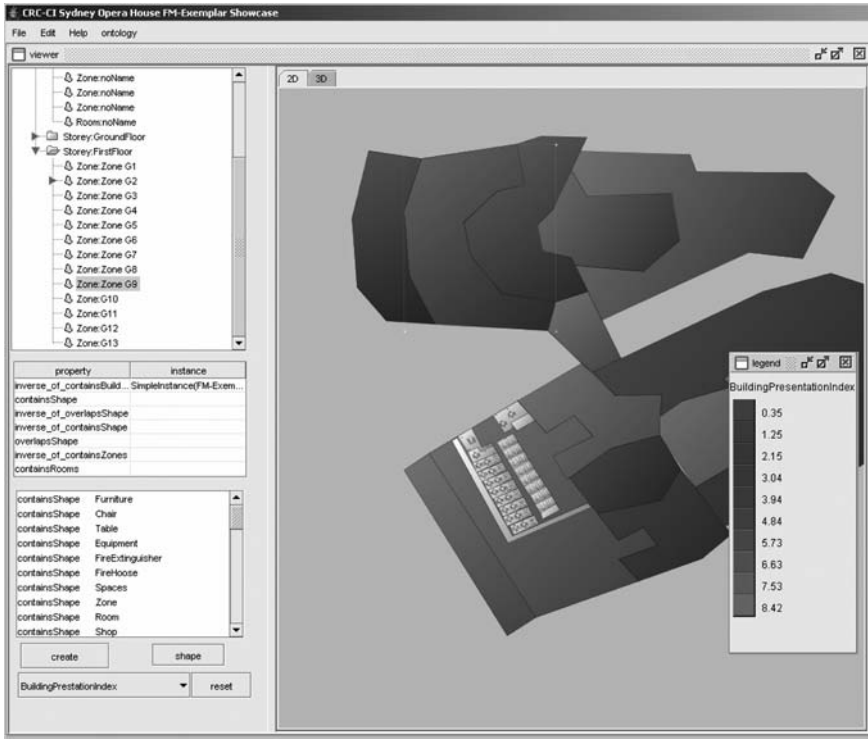 CRC-CI Sydney Opera House FM-Exemplar Showcase
File Edit Help ontology
viewer
Zone:noName
Zone:noName
Zone:noName
Room:noName
Storey:GroundFloor
Storey:FirstFloor
Zone:Zone G1
Zone:Zone G2
Zone:Zone G3
Zone:Zone G4
Zone:Zone G5
Zone:Zone G6
Zone:Zone G7
Zone:Zone G8
Zone:Zone G9
Zone:G10
Zone:G11
Zone:G12
Zone:G13
property instance
inverse_of_containsBuild... SimpleInstance(FM-Exem...
containsShape
inverse_of_overlapsShape
inverse_of_containsShape
overlapsShape
inverse_of_containsZones
containsRooms
containsShape Furniture
containsShape Chair
containsShape Table
containsShape Equipment
containsShape FireExtinguisher
containsShape FireHoose
containsShape Spaces
containsShape Zone
containsShape Room
containsShape Shop
create shape
BuildingPrestationIndex reset
2D 3D
legend
BuildingPresentationIndex
0.35
1.25
2.15
3.04
3.94
4.84
5.73
6.63
7.53
8.42